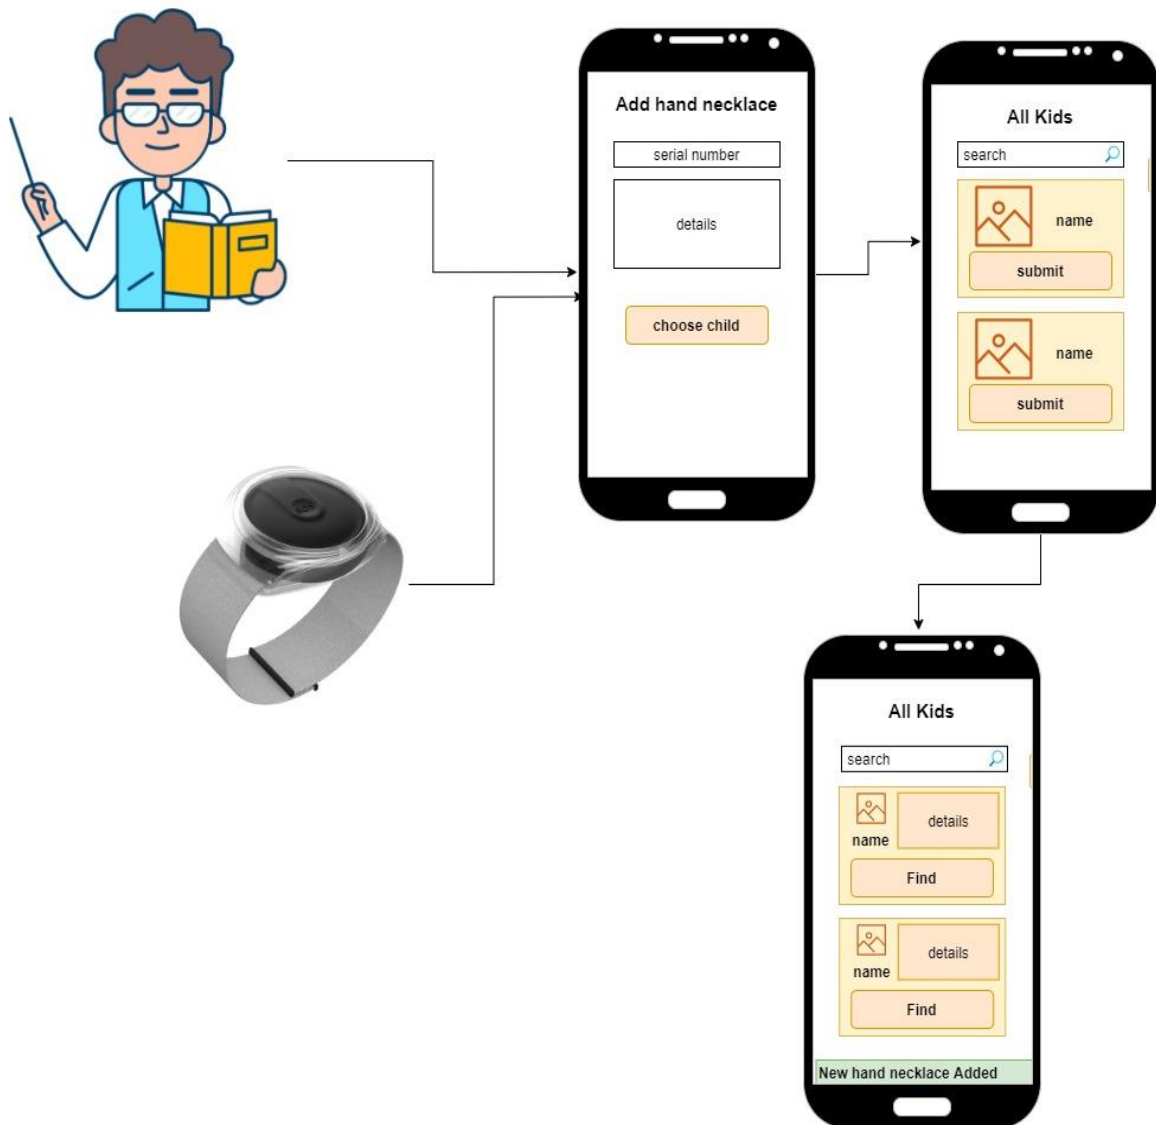 Add hand necklace
serial number
details
choose child
All Kids
search
name
submit
name
submit
All Kids
search
details
name
Find
details
name
Find
New hand necklace Added